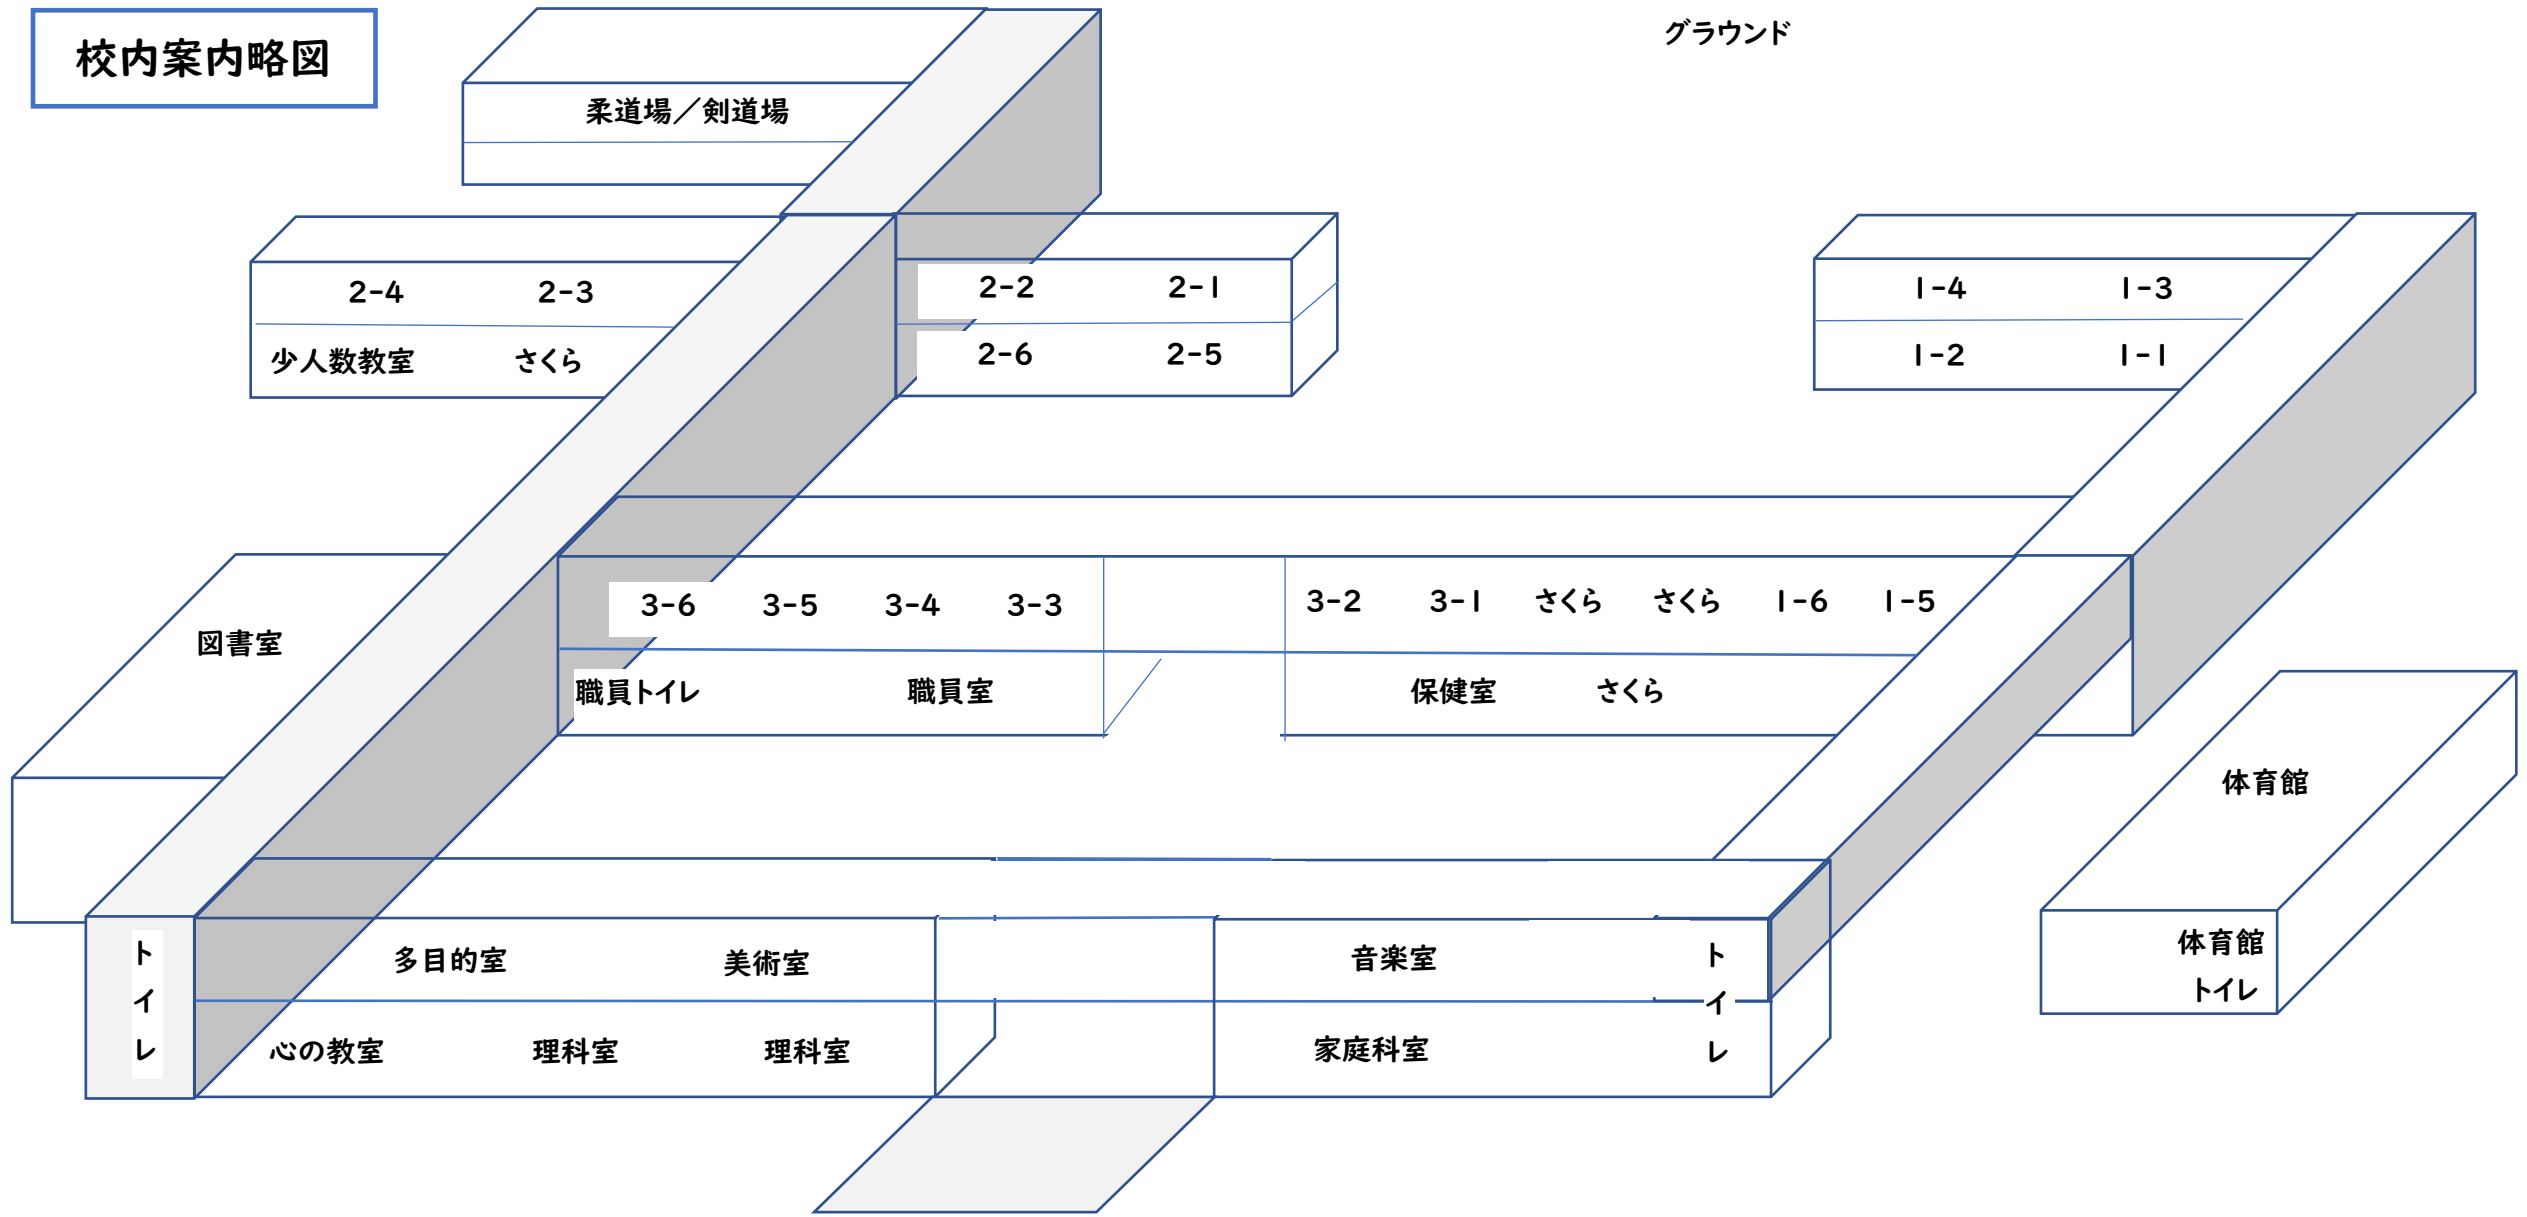 校内案内略図
グラウンド
柔道場／剣道場
2-4 2-3
少人数教室 さくら
2-2 2-1
2-6 2-5
1-4 1-3
1-2 1-1
3-6 3-5 3-4 3-3
3-2 3-1 さくら さくら 1-6 1-5
職員トイレ 職員室
保健室 さくら
図書室
体育館
体育館
トイレ
トイレ
多目的室 美術室
音楽室
トイレ
心の教室 理科室 理科室
家庭科室